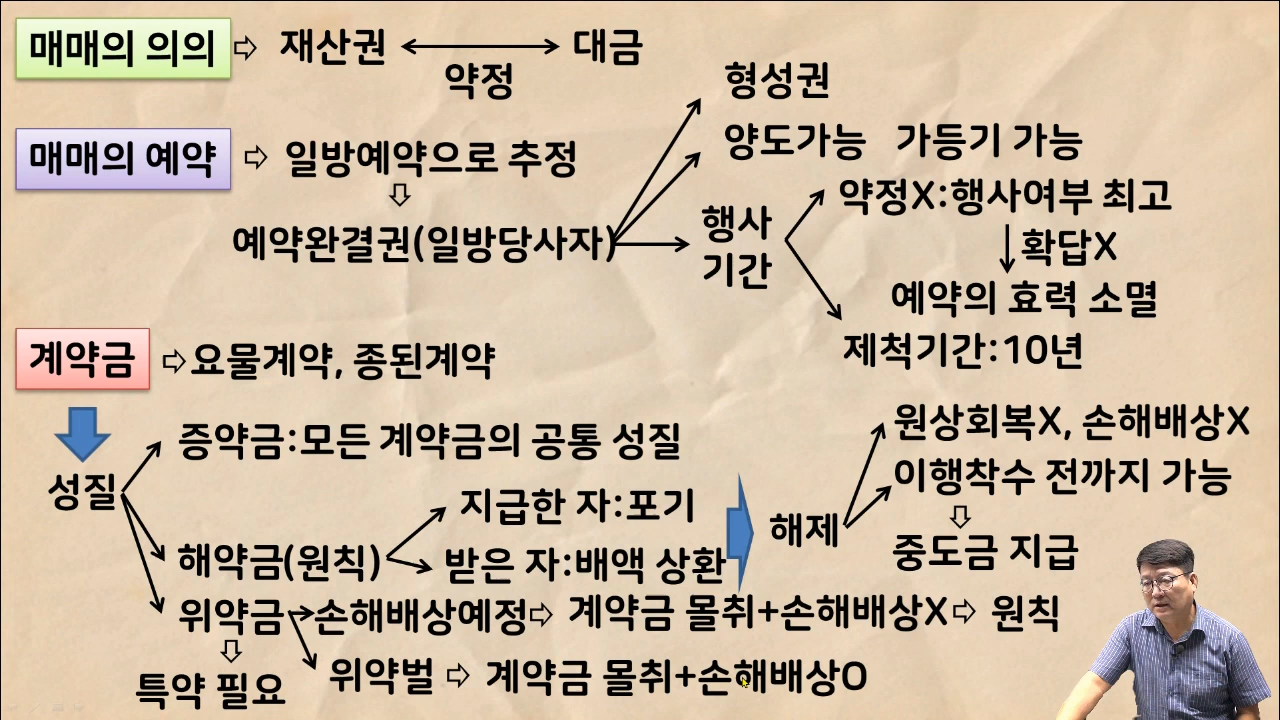 매매의 의의 ⇨ 재산권 ↔ 대금
약정
형성권
매매의 예약 ⇨ 일방예약으로 추정
양도가능 가등기 가능
예약완결권(일방당사자)
행사
기간
약정X:행사여부 최고
확답X
예약의 효력 소멸
제척기간:10년
계약금 ⇨요물계약, 종된계약
성질
증약금:모든 계약금의 공통 성질
해약금(원칙)
지급한 자:포기
받은 자:배액 상환
해제
원상회복X, 손해배상X
이행착수 전까지 가능
중도금 지급
위약금→손해배상예정⇨ 계약금 몰취+손해배상X⇨ 원칙
특약 필요
위약벌 ⇨ 계약금 몰취+손해배상O